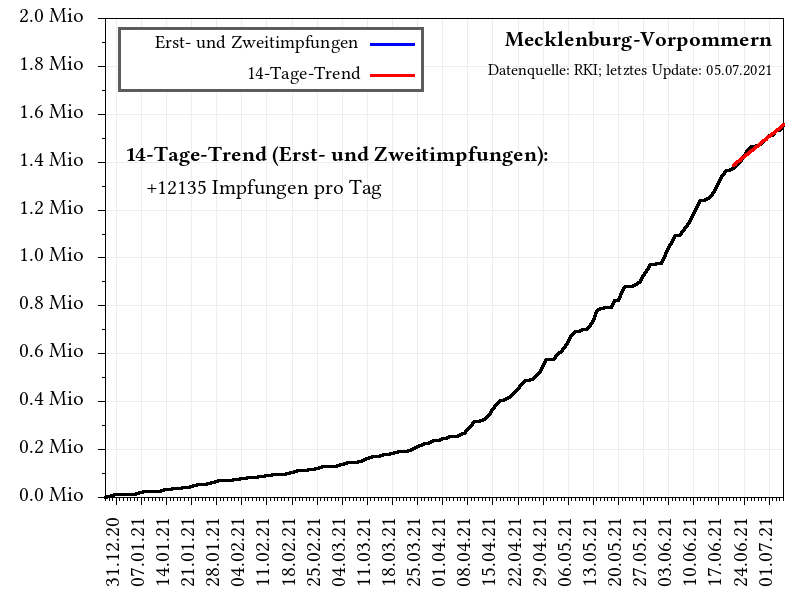 Mecklenburg-Vorpommern
Datenquelle: RKI; letztes Update: 05.07.2021
Erst- und Zweitimpfungen
14-Tage-Trend
14-Tage-Trend (Erst- und Zweitimpfungen):
+12135 Impfungen pro Tag
2.0 Mio
1.8 Mio
1.6 Mio
1.4 Mio
1.2 Mio
1.0 Mio
0.8 Mio
0.6 Mio
0.4 Mio
0.2 Mio
0.0 Mio
31.12.20
07.01.21
14.01.21
21.01.21
28.01.21
04.02.21
11.02.21
18.02.21
25.02.21
04.03.21
11.03.21
18.03.21
25.03.21
01.04.21
08.04.21
15.04.21
22.04.21
29.04.21
06.05.21
13.05.21
20.05.21
27.05.21
03.06.21
10.06.21
17.06.21
24.06.21
01.07.21